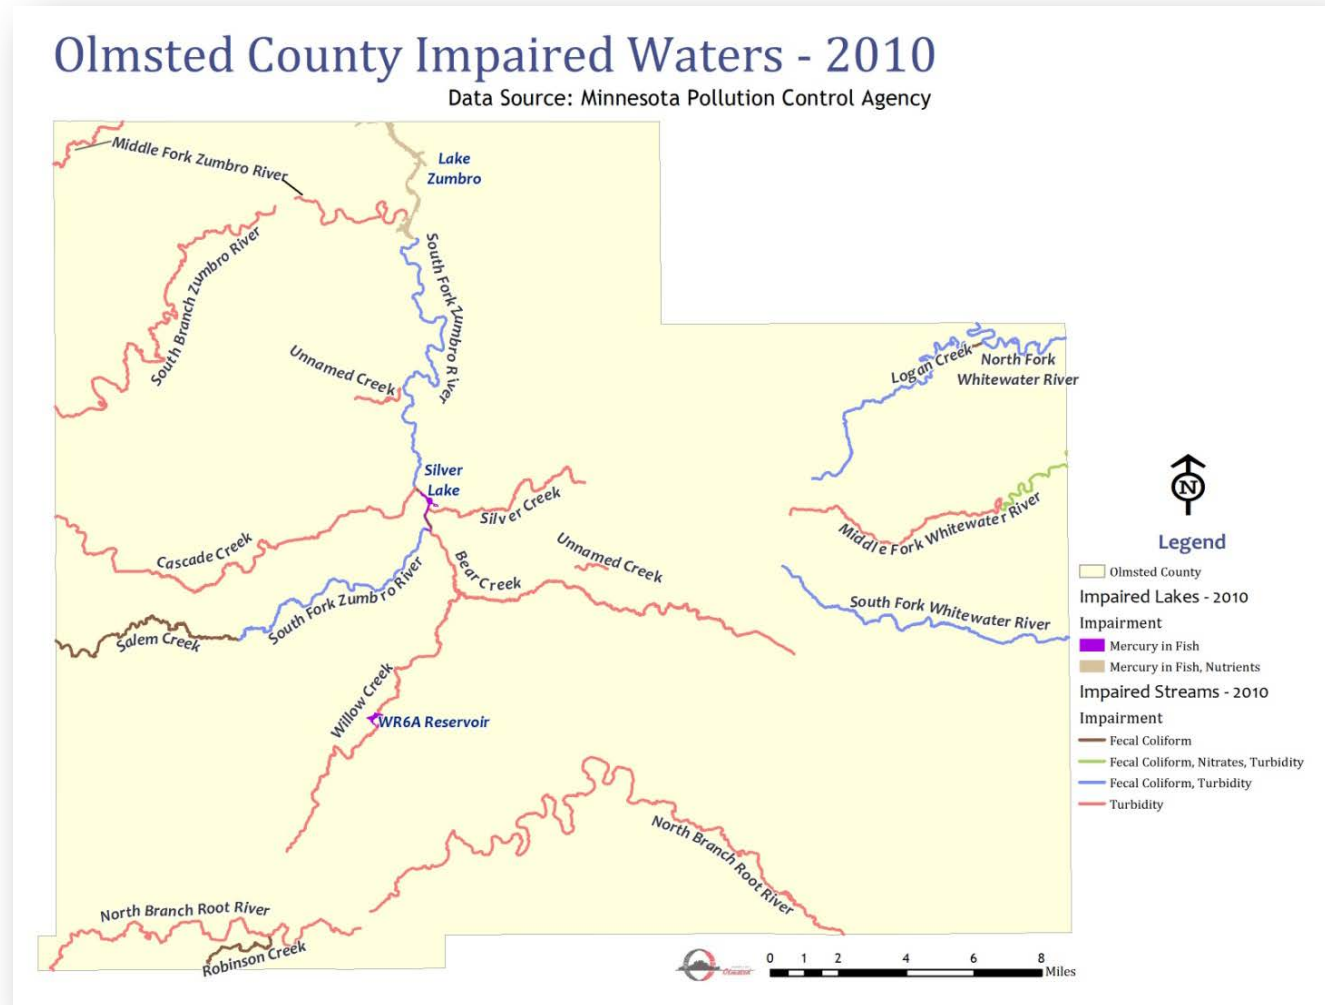 Olmsted County Impaired Waters - 2010
Data Source: Minnesota Pollution Control Agency
Middle Fork Zumbro River
Lake
Zumbro
South Branch Zumbro River
South Fork Zumbro River
Unnamed Creek
Logan Creek
North Fork
Whitewater River
Silver
Lake
Silver Creek
Middle Fork Whitewater River
Cascade Creek
Bear Creek
Unnamed Creek
South Fork Zumbro River
South Fork Whitewater River
Salem Creek
Willow Creek
WR6A Reservoir
North Branch Root River
North Branch Root River
Robinson Creek
N
Legend
Olmsted County
Impaired Lakes - 2010
Impairment
Mercury in Fish
Mercury in Fish, Nutrients
Impaired Streams - 2010
Impairment
Fecal Coliform
Fecal Coliform, Nitrates, Turbidity
Fecal Coliform, Turbidity
Turbidity
0 1 2 4 6 8
Miles